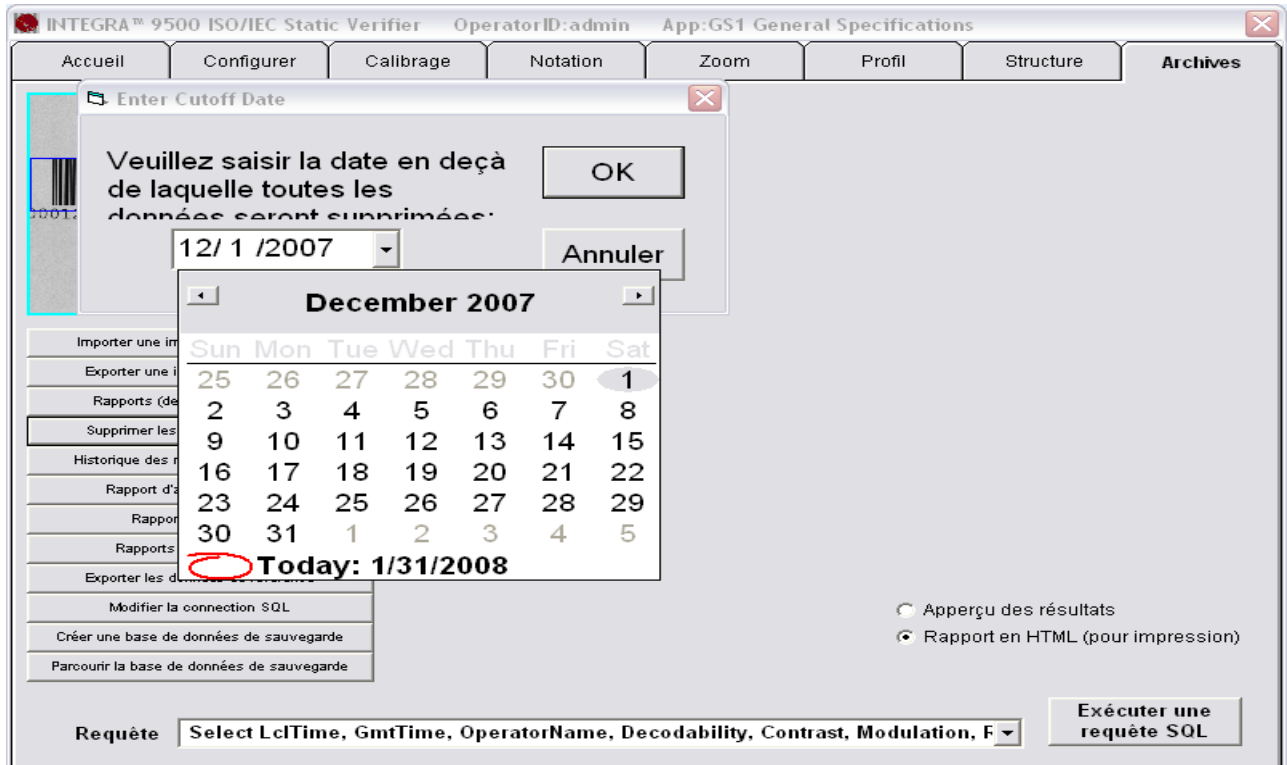 INTEGRA™ 9500 ISO/IEC Static Verifier OperatorID:admin App:GS1 General Specifications
Accueil Configurer Calibrage Notation Zoom Profil Structure Archives
Enter Cutoff Date
Veuillez saisir la date en deçà
de laquelle toutes les
données seront supprimées:
OK
12/ 1 /2007
Annuler
December 2007
Sun Mon Tue Wed Thu Fri Sat
25 26 27 28 29 30 1
2 3 4 5 6 7 8
9 10 11 12 13 14 15
16 17 18 19 20 21 22
23 24 25 26 27 28 29
30 31 1 2 3 4 5
Today: 1/31/2008
Importer une
Exporter une
Rapports
Supprimer les
Historique des
Rapport
Rapports
Exporter les données de référence
Modifier la connection SQL
Créer une base de données de sauvegarde
Parcourir la base de données de sauvegarde
Apperçu des résultats
Rapport en HTML (pour impression)
Requête Select LclTime, GmtTime, OperatorName, Decodability, Contrast, Modulation,
Exécuter une
requête SQL